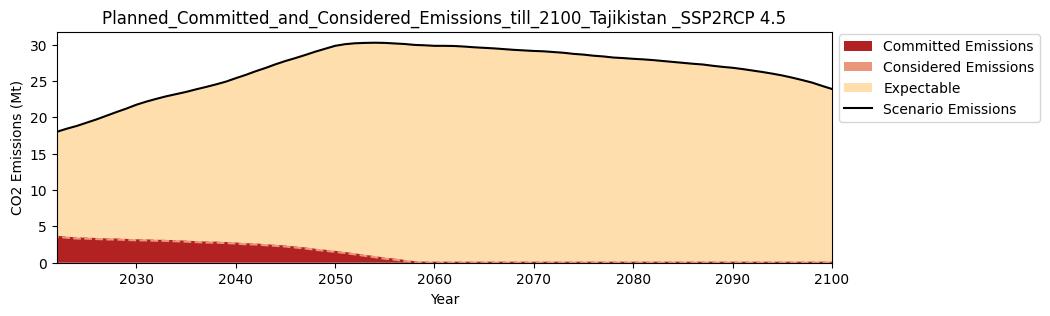 Planned_Committed_and_Considered_Emissions_till_2100_Tajikistan _SSP2RCP 4.5
Committed Emissions
Considered Emissions
Expectable
Scenario Emissions
CO2 Emissions (Mt)
30
25
20
15
10
5
0
2030 2040 2050 2060 2070 2080 2090 2100
Year